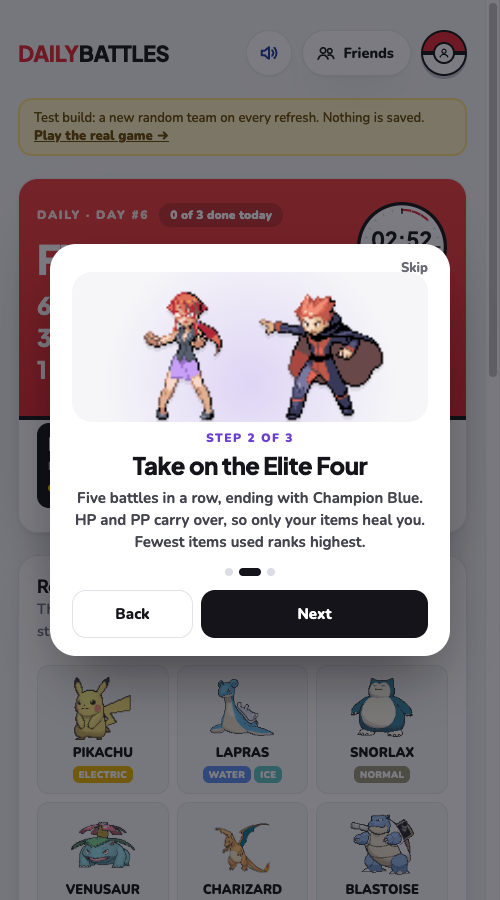 DAILYBATTLES
Friends
Test build: a new random team on every refresh. Nothing is saved.
Play the real game →
DAILY · DAY #6
0 of 3 done today
02:52
Skip
STEP 2 OF 3
Take on the Elite Four
Five battles in a row, ending with Champion Blue.
HP and PP carry over, so only your items heal you.
Fewest items used ranks highest.
Back
Next
PIKACHU
LAPRAS
SNORLAX
ELECTRIC
WATER
ICE
NORMAL
VENUSAUR
CHARIZARD
BLASTOISE